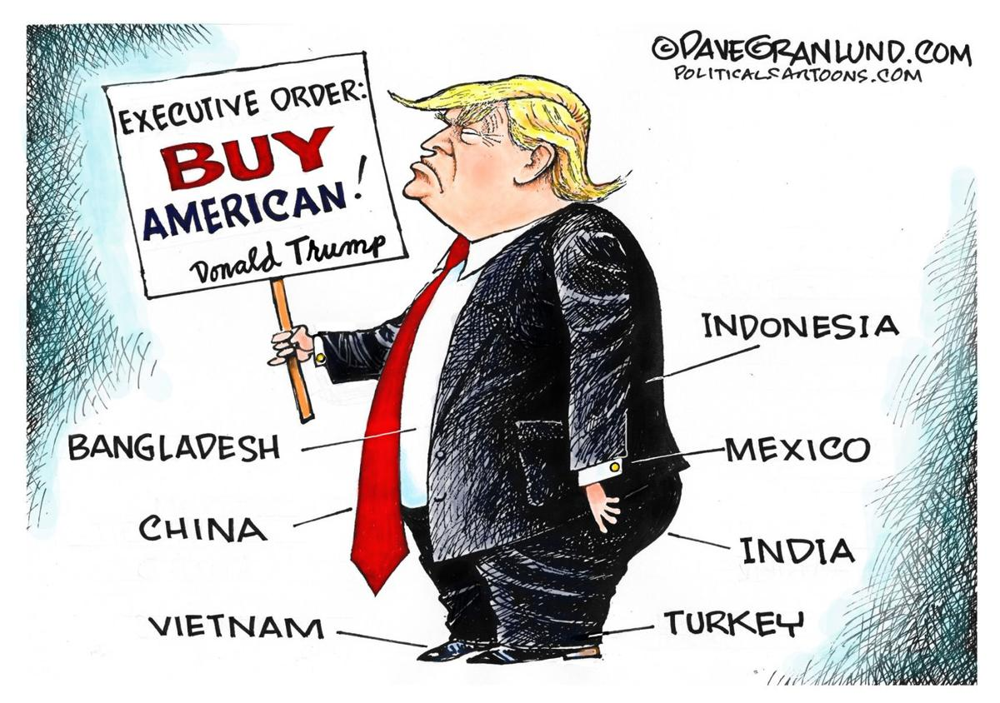 ©DAVEGRANLUND.COM
POLITICALCARTOONS.COM
EXECUTIVE ORDER:
BUY
AMERICAN!
Donald Trump
INDONESIA
BANGLADESH
MEXICO
CHINA
INDIA
VIETNAM
TURKEY